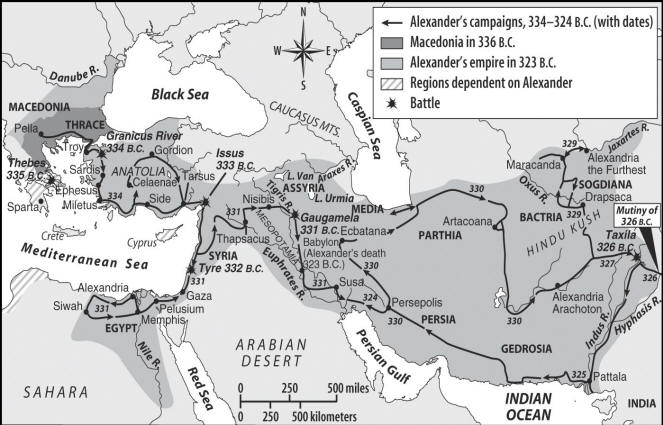 Alexander's campaigns, 334–324 B.C. (with dates)
Macedonia in 336 B.C.
Alexander's empire in 323 B.C.
Regions dependent on Alexander
Battle
N
W
E
S
Danube R.
Black Sea
CAUCASUS MTS.
Caspian Sea
MACEDONIA
Pella
THRACE
Granicus River
334 B.C.
Troy
Gordion
Thebes
335 B.C.
Sardis
ANATOLIA
Celaenae
Tarsus
Issus
333 B.C.
Ephesus
Sparta
Miletus
334
Side
Crete
Cyprus
Mediterranean Sea
L. Van
Araxes R.
ASSYRIA
L. Urmia
Nisibis
Tigris R.
MEDIA
331
Gaugamela
331 B.C.
Thapsacus
MESOPOTAMIA
Babylon
Ecbatana
(Alexander's death
323 B.C.)
SYRIA
Tyre 332 B.C.
331
Euphrates R.
330
331
Susa
324
Persepolis
330
Alexandria
Siwah
331
Gaza
Pelusium
Memphis
EGYPT
Nile R.
Red Sea
SAHARA
ARABIAN
DESERT
Persian Gulf
PERSIA
PARTHIA
330
Artacoana
329
Maracanda
Jaxartes R.
Alexandria
the Furthest
Oxus R.
SOGDIANA
Drapsaca
BACTRIA
329
HINDU KUSH
Mutiny of
326 B.C.
Taxila
326 B.C.
327
326
Alexandria
Arachoton
330
Indus R.
Hyphasis R.
GEDROSIA
325
Pattala
INDIAN
OCEAN
INDIA
0 250 500 miles
0 250 500 kilometers